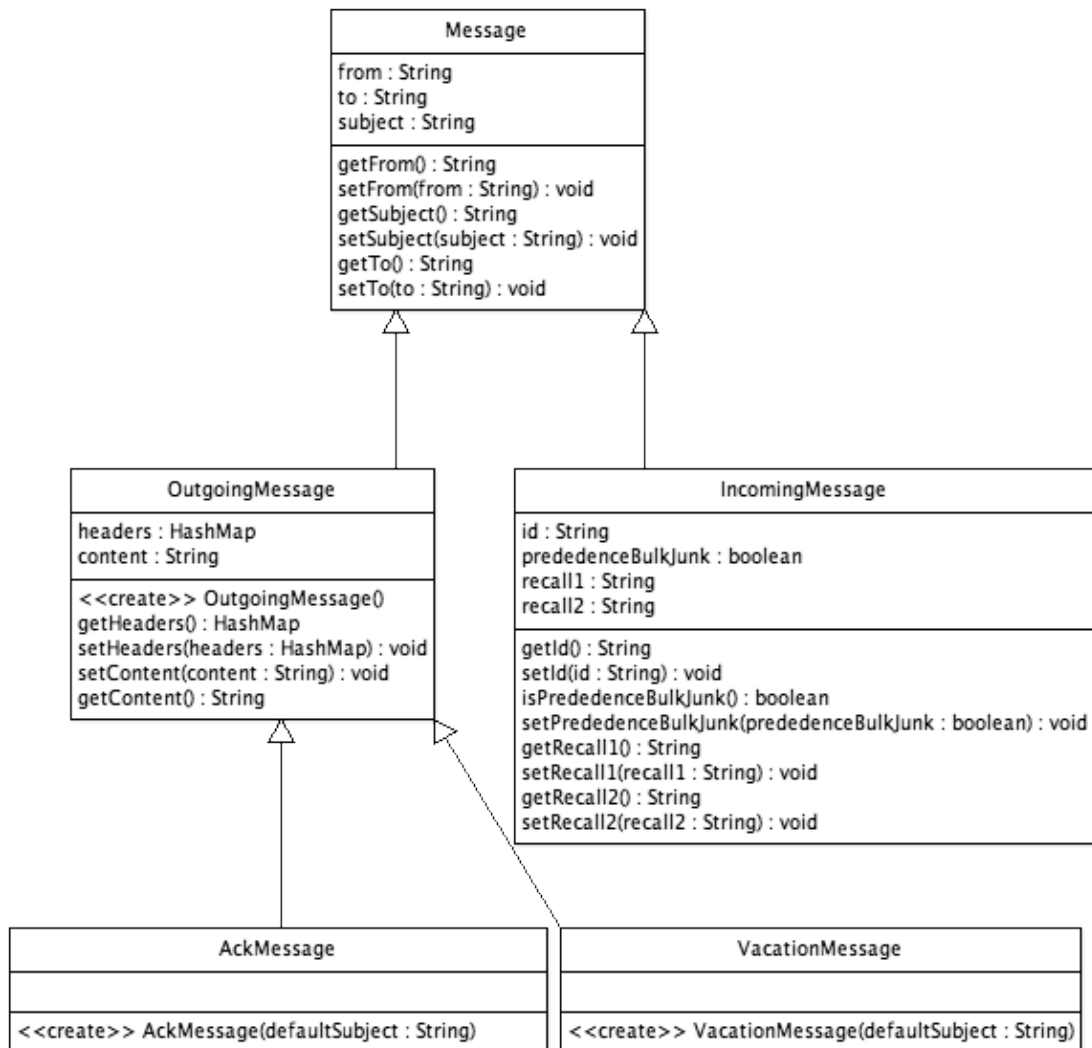 Message
from : String
to : String
subject : String
getFrom() : String
setFrom(from : String) : void
getSubject() : String
setSubject(subject : String) : void
getTo() : String
setTo(to : String) : void
OutgoingMessage
headers : HashMap
content : String
<<create>> OutgoingMessage()
getHeaders() : HashMap
setHeaders(headers : HashMap) : void
setContent(content : String) : void
getContent() : String
IncomingMessage
id : String
prededenceBulkJunk : boolean
recall1 : String
recall2 : String
getId() : String
setId(id : String) : void
isPrededenceBulkJunk() : boolean
setPrededenceBulkJunk(prededenceBulkJunk : boolean) : void
getRecall1() : String
setRecall1(recall1 : String) : void
getRecall2() : String
setRecall2(recall2 : String) : void
AckMessage
<<create>> AckMessage(defaultSubject : String)
VacationMessage
<<create>> VacationMessage(defaultSubject : String)